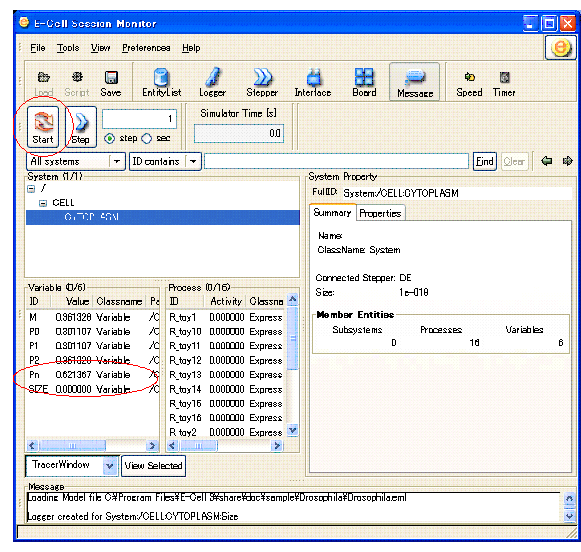 E-Cell Session Monitor
File Tools View Preferences Help
Load Script Save EntityList Logger Stepper Interface Board Message Speed Timer
Start Step 1 step sec Simulator Time [s] 0.0
All systems ID contains Find Clear
System (1/1)
/
CELL
CYTOPLASM
System Property
FullID: System:/CELL:CYTOPLASM
Summary Properties
Name:
ClassName: System
Connected Stepper: DE
Size: 1e-018
Member Entities
Subsystems Processes Variables
0 16 6
Variable (0/6)
ID Value Classname Pa
M 0.961328 Variable /C
P0 0.801107 Variable /C
P1 0.801107 Variable /C
P2 0.961328 Variable /C
Pn 0.621367 Variable /C
SIZE 0.000000 Variable /C
Process (0/16)
ID Activity Classna
R_toy1 0.000000 Express
R_toy10 0.000000 Express
R_toy11 0.000000 Express
R_toy12 0.000000 Express
R_toy13 0.000000 Express
R_toy14 0.000000 Express
R_toy15 0.000000 Express
R_toy16 0.000000 Express
R_toy2 0.000000 Express
TracerWindow View Selected
Message
Loading Model file C:¥Program Files¥E-Cell 3¥share¥doc¥sample¥Drosophila¥Drosophila.eml
Logger created for System:/CELL:CYTOPLASM:Size